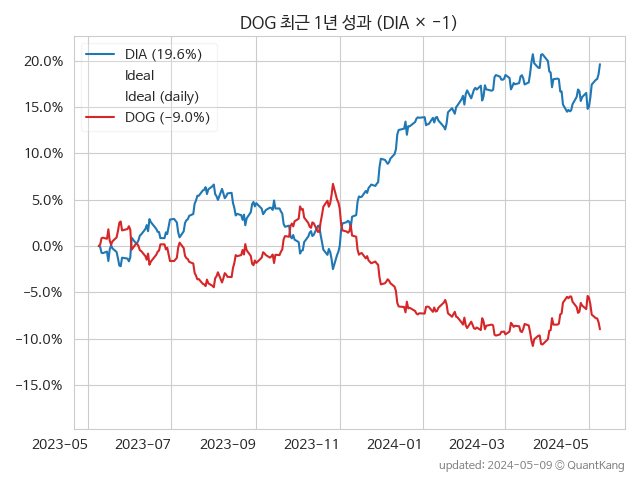 DOG 최근 1년 성과 (DIA × −1)
DIA (19.6%)
Ideal
Ideal (daily)
DOG (−9.0%)
20.0%
15.0%
10.0%
5.0%
0.0%
−5.0%
−10.0%
−15.0%
2023-05 2023-07 2023-09 2023-11 2024-01 2024-03 2024-05
updated: 2024-05-09 © QuantKang